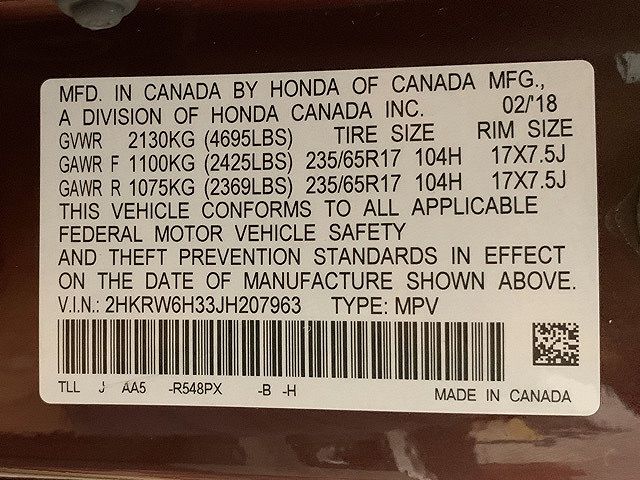 MFD. IN CANADA BY HONDA OF CANADA MFG.,
A DIVISION OF HONDA CANADA INC. 02/'18
GVWR 2130KG (4695LBS) TIRE SIZE RIM SIZE
GAWR F 1100KG (2425LBS) 235/65R17 104H 17X7.5J
GAWR R 1075KG (2369LBS) 235/65R17 104H 17X7.5J
THIS VEHICLE CONFORMS TO ALL APPLICABLE
FEDERAL MOTOR VEHICLE SAFETY
AND THEFT PREVENTION STANDARDS IN EFFECT
ON THE DATE OF MANUFACTURE SHOWN ABOVE.
V.I.N.: 2HKRW6H33JH207963 TYPE: MPV
TLL J AA5 -R548PX -B -H
MADE IN CANADA